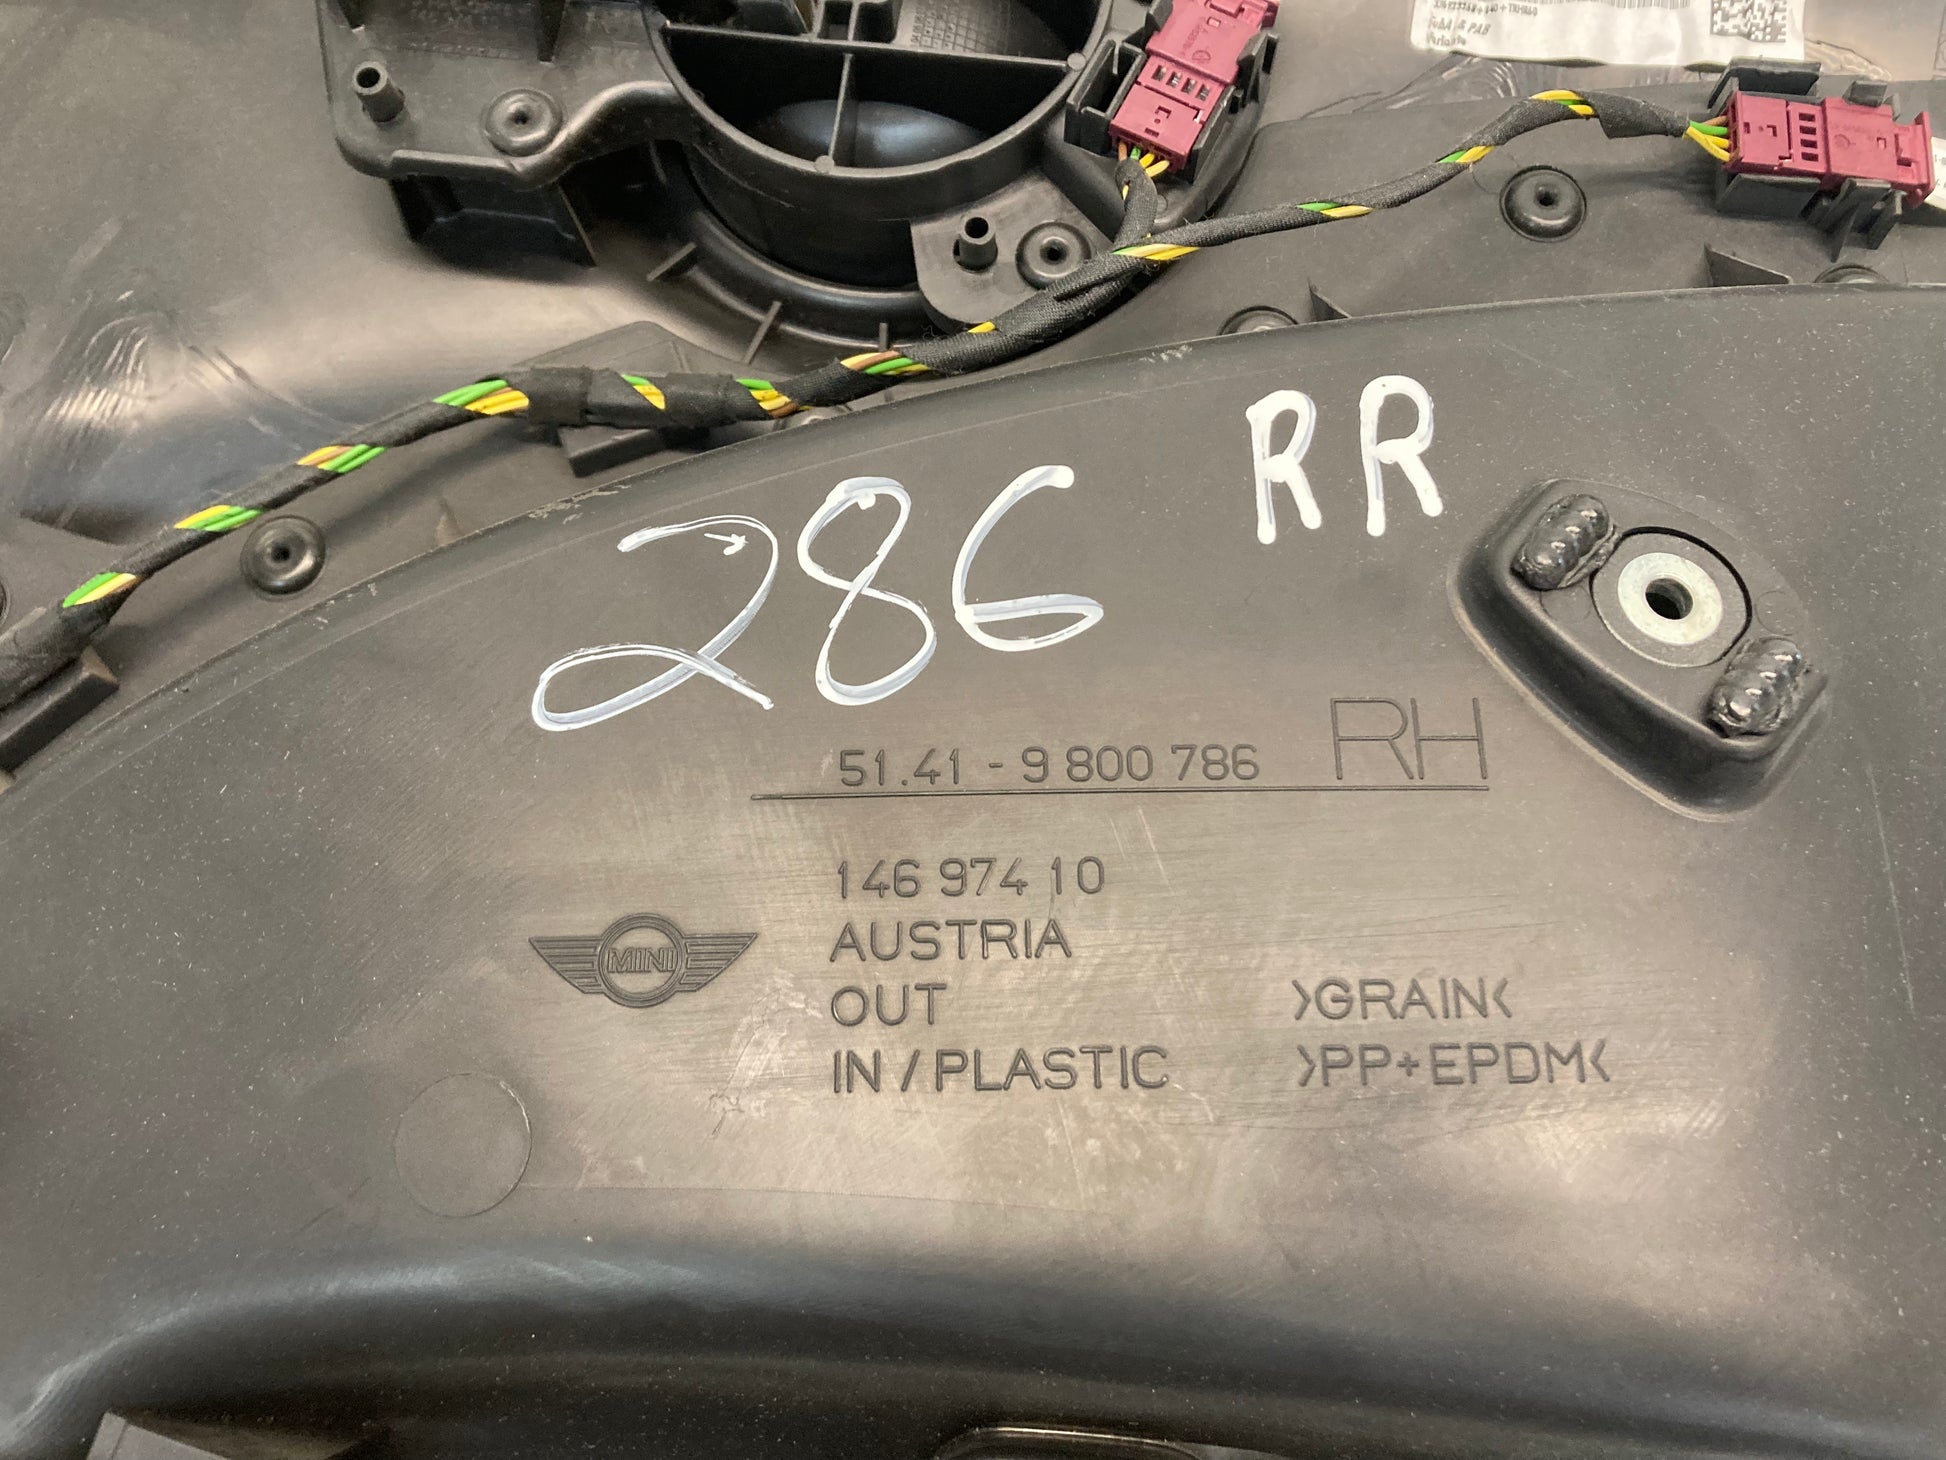 RR
286
51.41 - 9 800 786 RH
146 974 10
AUSTRIA
MINI
OUT >GRAIN<
IN / PLASTIC >PP+EPDM<